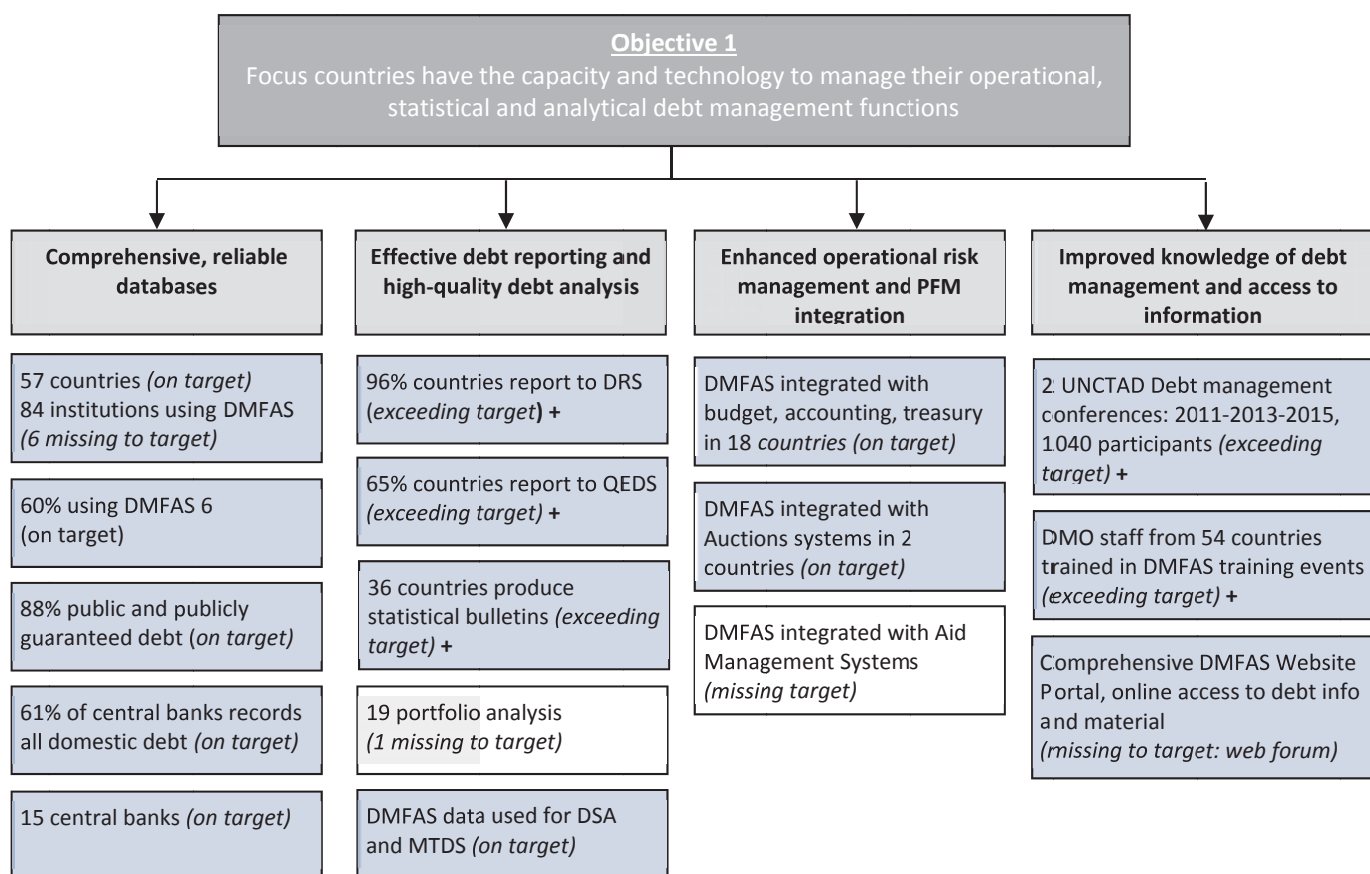 Objective 1
Focus countries have the capacity and technology to manage their operational,
statistical and analytical debt management functions
Comprehensive, reliable
databases
57 countries (on target)
84 institutions using DMFAS
(6 missing to target)
60% using DMFAS 6
(on target)
88% public and publicly
guaranteed debt (on target)
61% of central banks records
all domestic debt (on target)
15 central banks (on target)
Effective debt reporting and
high-quality debt analysis
96% countries report to DRS
(exceeding target) +
65% countries report to QEDS
(exceeding target) +
36 countries produce
statistical bulletins (exceeding
target) +
19 portfolio analysis
(1 missing to target)
DMFAS data used for DSA
and MTDS (on target)
Enhanced operational risk
management and PFM
integration
DMFAS integrated with
budget, accounting, treasury
in 18 countries (on target)
DMFAS integrated with
Auctions systems in 2
countries (on target)
DMFAS integrated with Aid
Management Systems
(missing target)
Improved knowledge of debt
management and access to
information
2 UNCTAD Debt management
conferences: 2011-2013-2015,
1040 participants (exceeding
target) +
DMO staff from 54 countries
trained in DMFAS training events
(exceeding target) +
Comprehensive DMFAS Website
Portal, online access to debt info
and material
(missing to target: web forum)